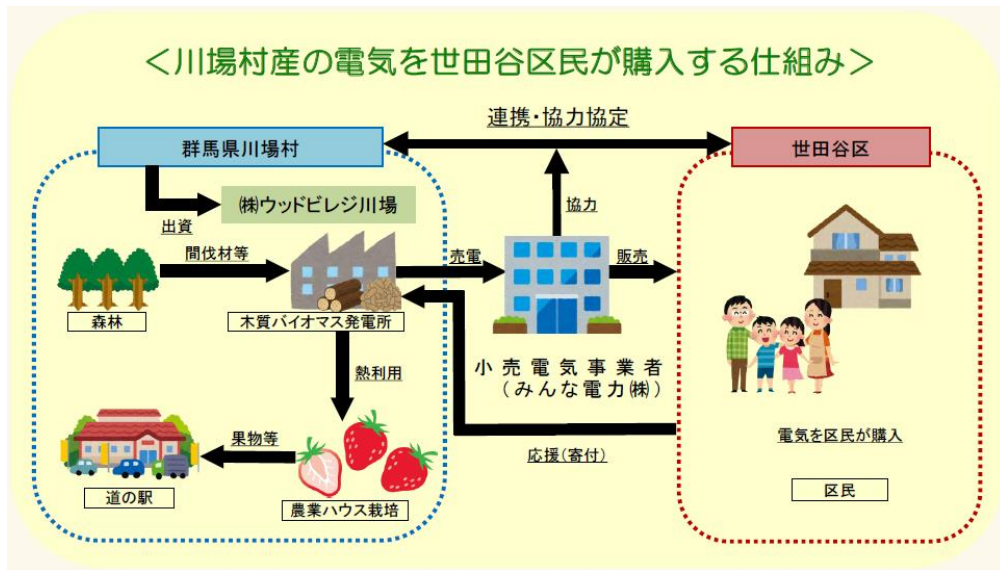 ＜川場村産の電気を世田谷区民が購入する仕組み＞
連携・協力協定
群馬県川場村
世田谷区
㈱ウッドビレジ川場
出資
協力
間伐材等
売電
販売
森林
木質バイオマス発電所
熱利用
小売電気事業者
（みんな電力㈱）
果物等
応援（寄付）
電気を区民が購入
道の駅
農業ハウス栽培
区民